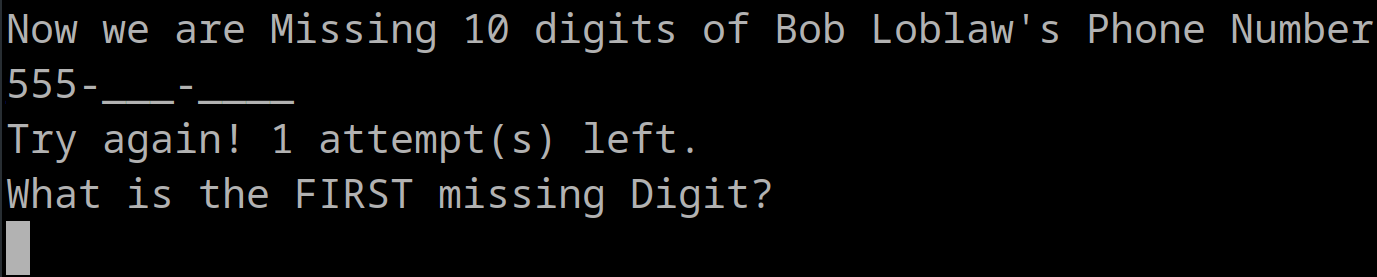 Now we are Missing 10 digits of Bob Loblaw's Phone Number
555-___-____
Try again! 1 attempt(s) left.
What is the FIRST missing Digit?